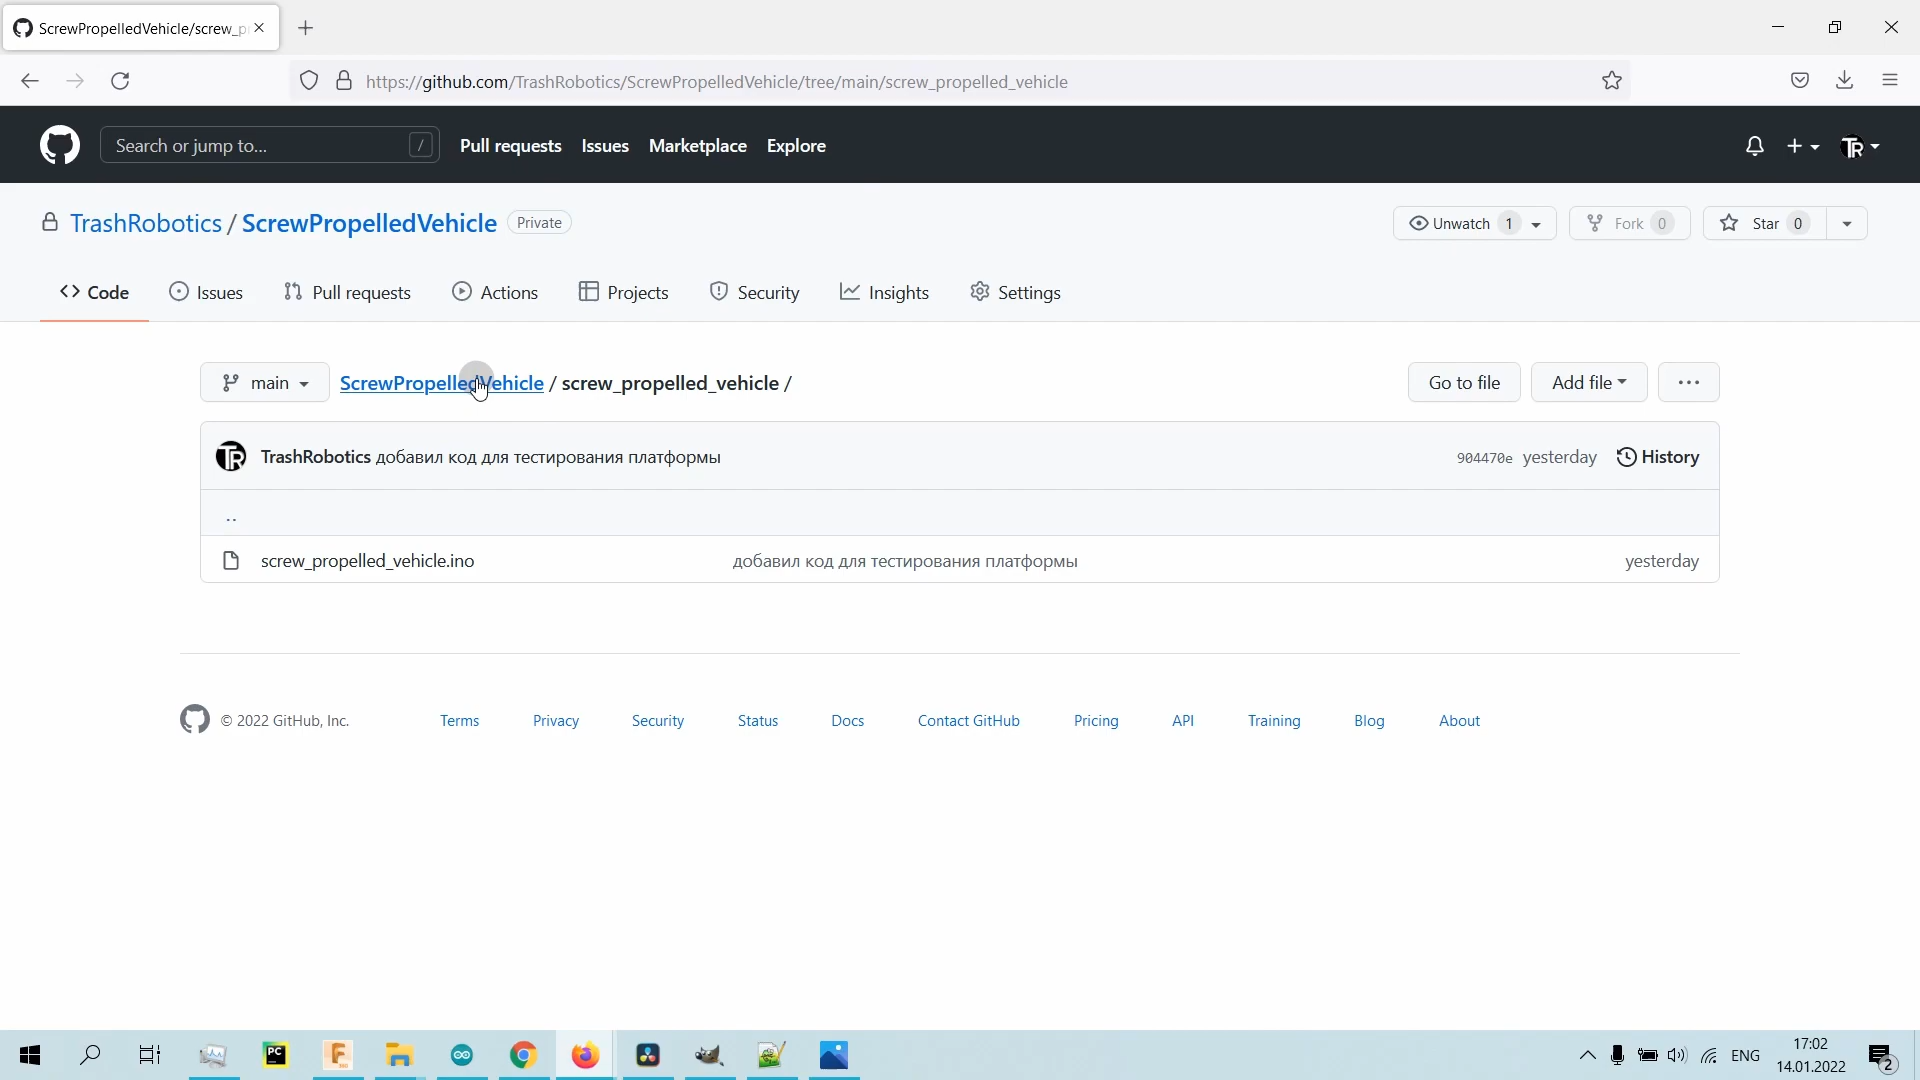 ScrewPropelledVehicle/screw_p
https://github.com/TrashRobotics/ScrewPropelledVehicle/tree/main/screw_propelled_vehicle
Search or jump to... /
Pull requests Issues Marketplace Explore
TR
TrashRobotics / ScrewPropelledVehicle Private
Unwatch 1 Fork 0 Star 0
Code Issues Pull requests Actions Projects Security Insights Settings
main ScrewPropelledVehicle / screw_propelled_vehicle /
Go to file Add file ...
TR TrashRobotics добавил код для тестирования платформы 904470e yesterday History
..
screw_propelled_vehicle.ino добавил код для тестирования платформы yesterday
© 2022 GitHub, Inc. Terms Privacy Security Status Docs Contact GitHub Pricing API Training Blog About
PC F ENG 17:02
14.01.2022 2